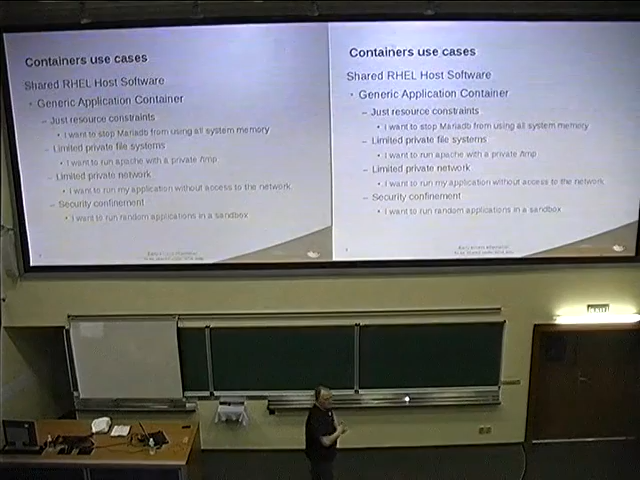 Containers use cases
Shared RHEL Host Software
• Generic Application Container
– Just resource constraints
• I want to stop Mariadb from using all system memory
– Limited private file systems
• I want to run apache with a private /tmp
– Limited private network
• I want to run my application without access to the network
– Security confinement
• I want to run random applications in a sandbox
Containers use cases
Shared RHEL Host Software
• Generic Application Container
– Just resource constraints
• I want to stop Mariadb from using all system memory
– Limited private file systems
• I want to run apache with a private /tmp
– Limited private network
• I want to run my application without access to the network
– Security confinement
• I want to run random applications in a sandbox